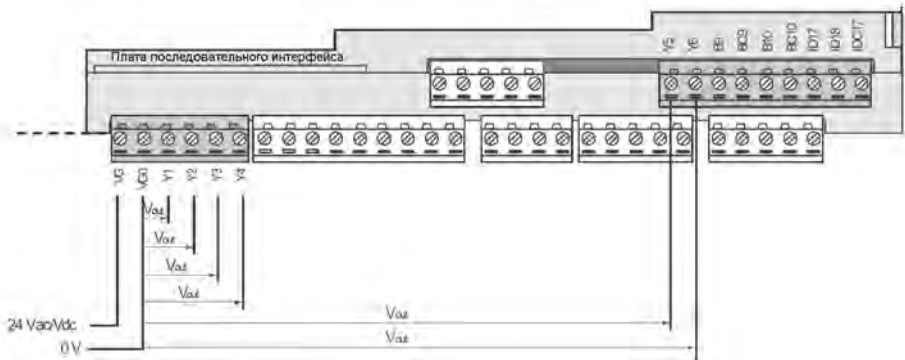 Плата последовательного интерфейса
Y5 Y6 B9 BC9 B10 BC10 ID17 ID18 IDC17
VG VG0 Y1 Y2 Y3 Y4
Vout
Vout
Vout
Vout
24 Vac/Vdc
Vout
0 V
Vout